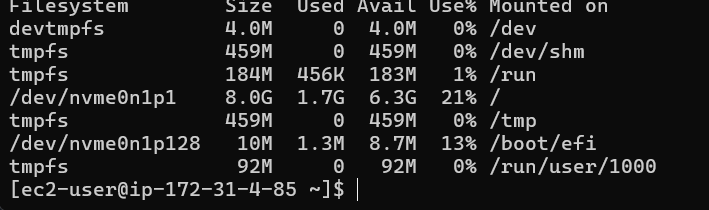 Filesystem        Size  Used Avail Use% Mounted on
devtmpfs          4.0M     0  4.0M   0% /dev
tmpfs             459M     0  459M   0% /dev/shm
tmpfs             184M  456K  183M   1% /run
/dev/nvme0n1p1    8.0G  1.7G  6.3G  21% /
tmpfs             459M     0  459M   0% /tmp
/dev/nvme0n1p128   10M  1.3M  8.7M  13% /boot/efi
tmpfs              92M     0   92M   0% /run/user/1000
[ec2-user@ip-172-31-4-85 ~]$